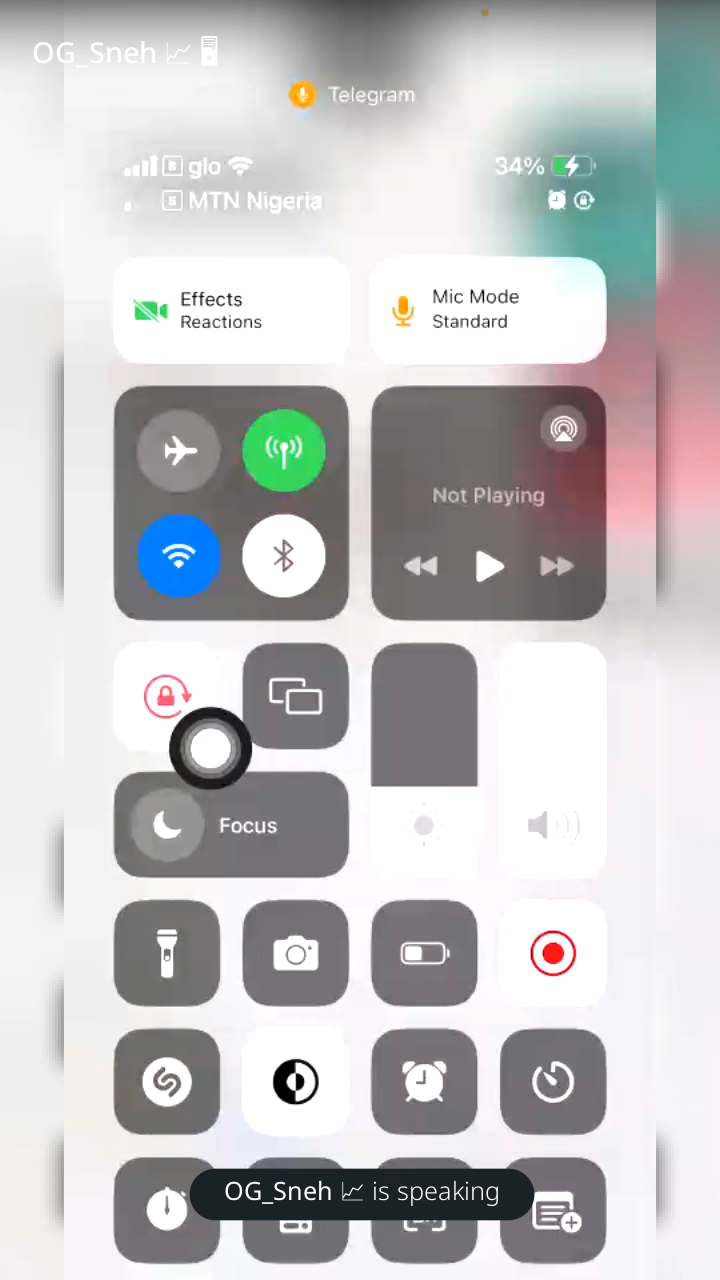 OG_Sneh
Telegram
B glo
34%
S MTN Nigeria
Effects
Reactions
Mic Mode
Standard
Not Playing
Focus
OG_Sneh is speaking